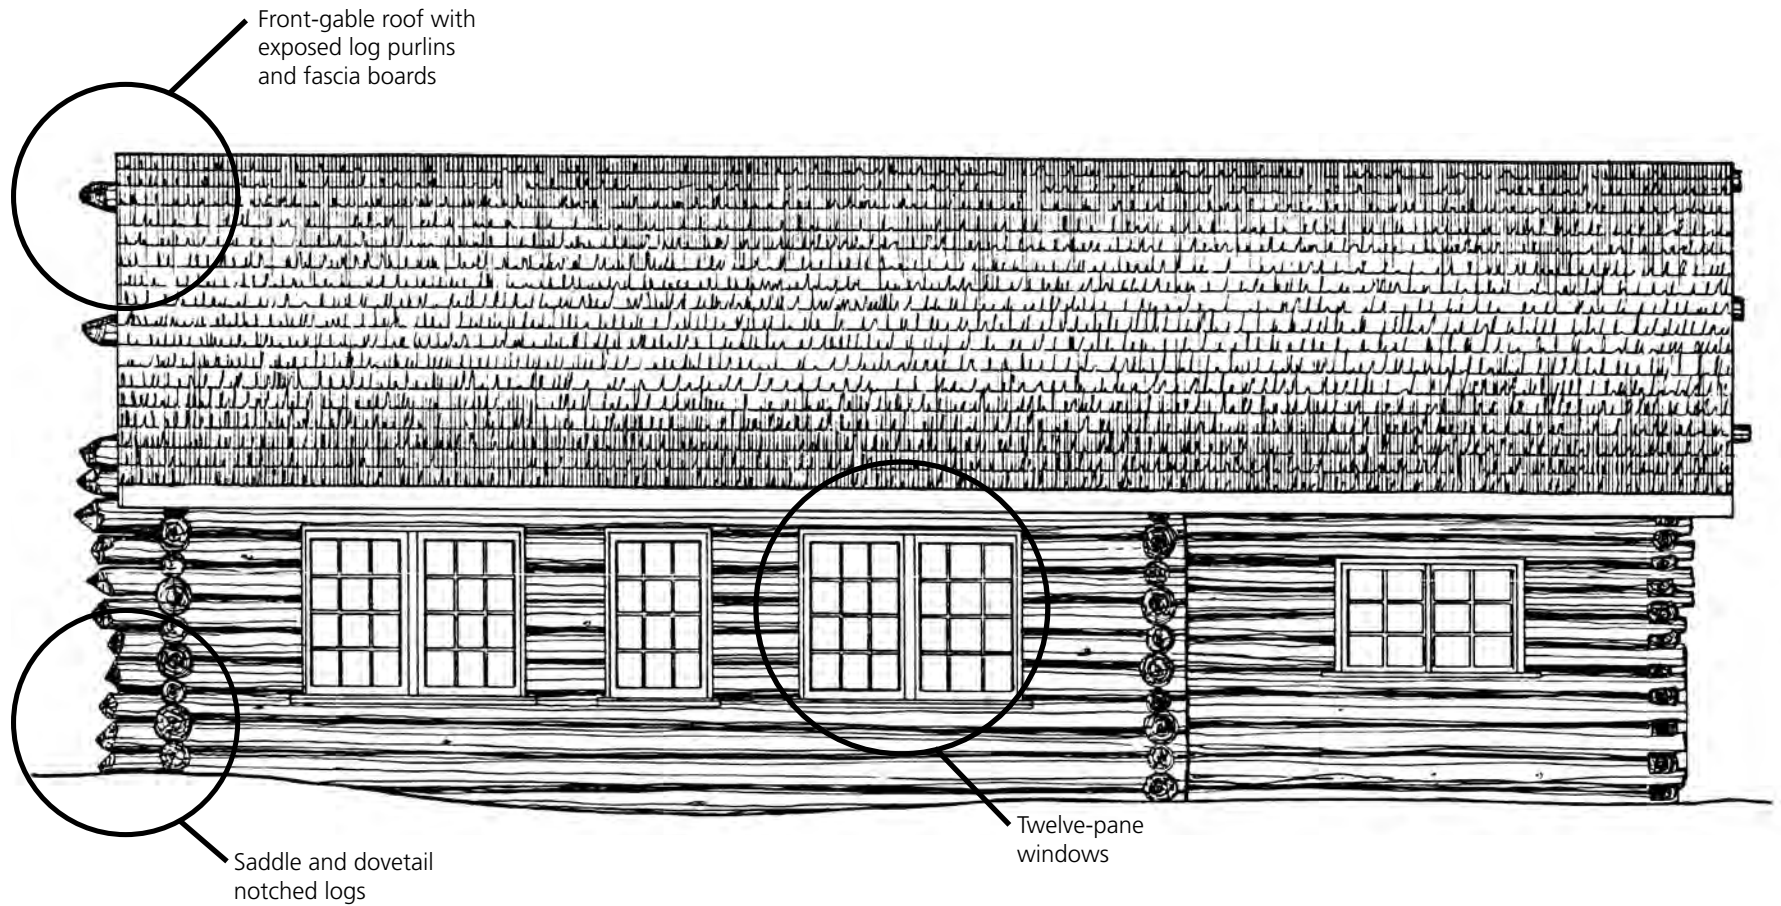 Front-gable roof with
exposed log purlins
and fascia boards
Twelve-pane
windows
Saddle and dovetail
notched logs